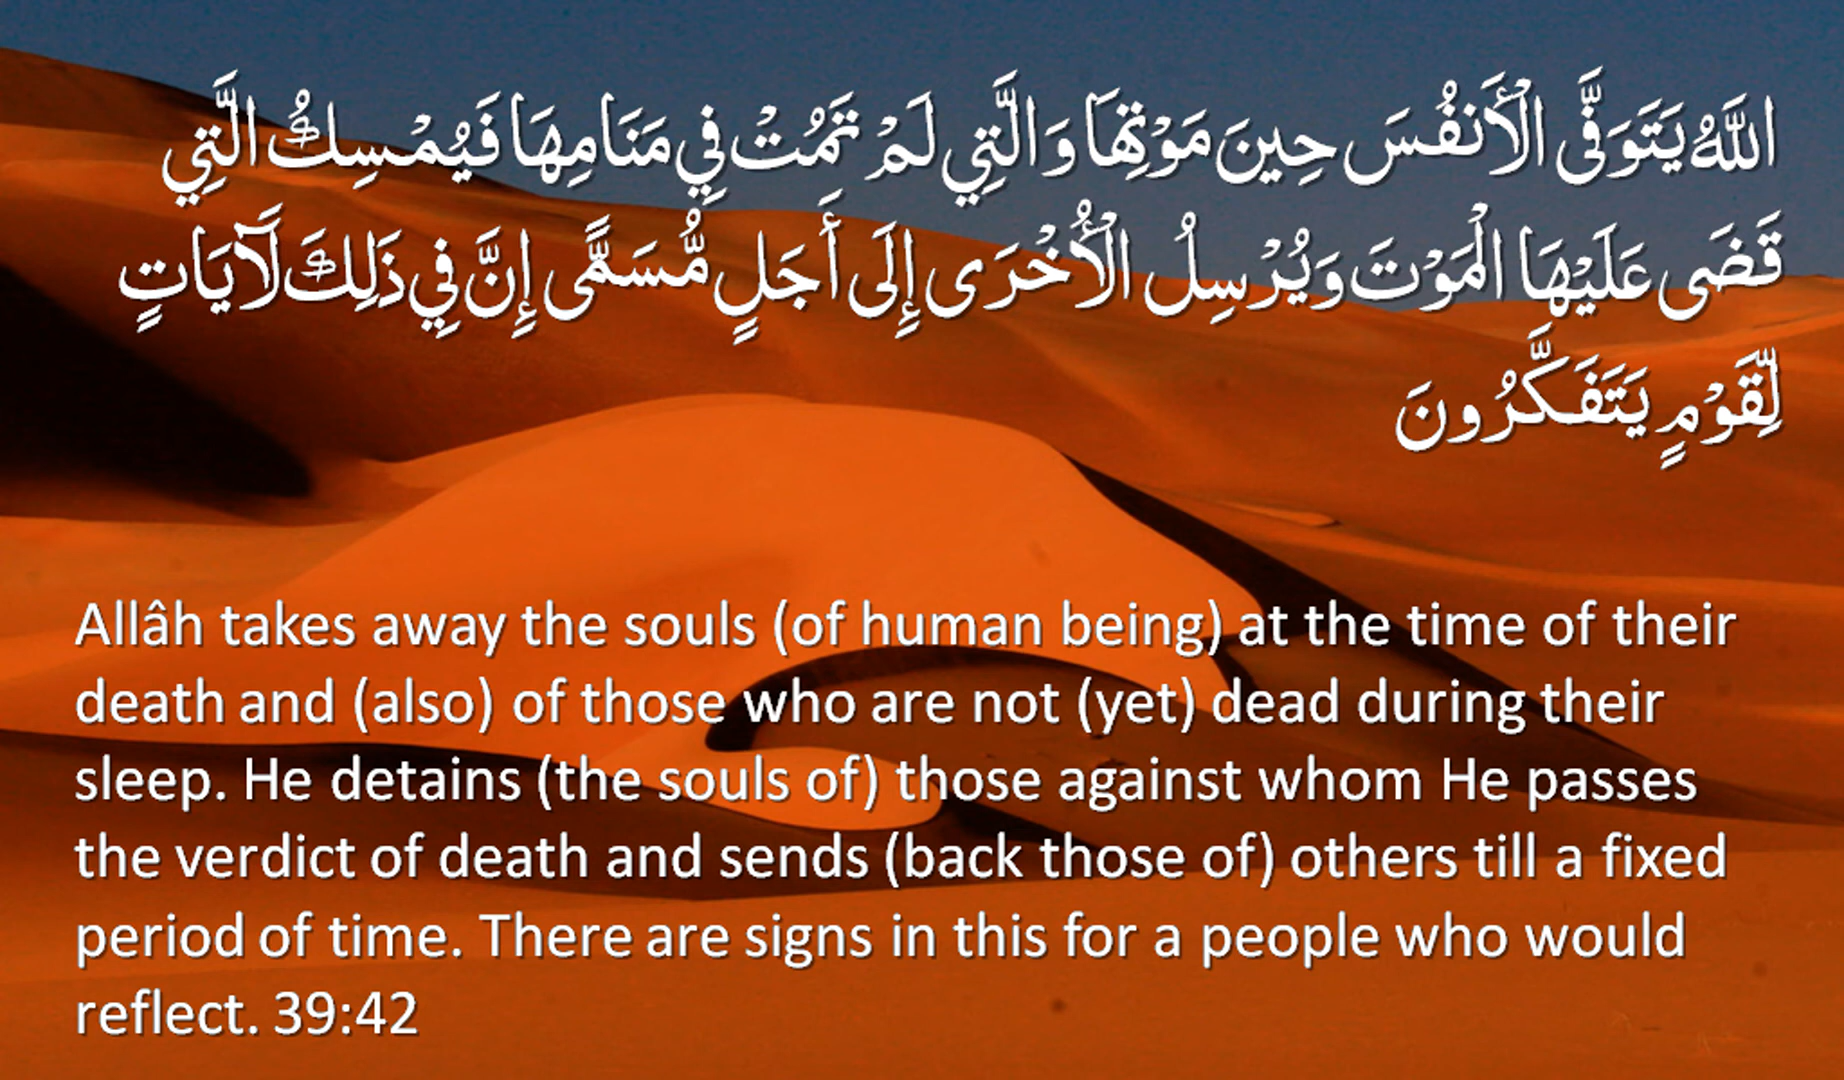 اللَّهُ يَتَوَفَّى الْأَنفُسَ حِينَ مَوْتِهَا وَالَّتِي لَمْ تَمُتْ فِي مَنَامِهَا فَيُمْسِكُ الَّتِي
قَضَى عَلَيْهَا الْمَوْتَ وَيُرْسِلُ الْأُخْرَى إِلَى أَجَلٍ مُّسَمًّى إِنَّ فِي ذَلِكَ لَآيَاتٍ
لِّقَوْمٍ يَتَفَكَّرُونَ
Allâh takes away the souls (of human being) at the time of their
death and (also) of those who are not (yet) dead during their
sleep. He detains (the souls of) those against whom He passes
the verdict of death and sends (back those of) others till a fixed
period of time. There are signs in this for a people who would
reflect. 39:42